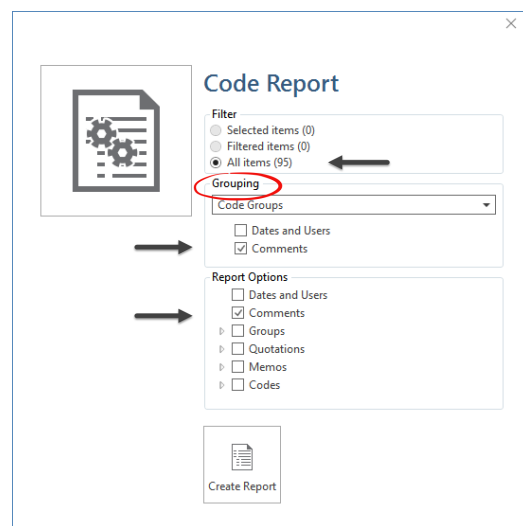 Code Report
Filter
Selected items (0)
Filtered items (0)
All items (95)
Grouping
Code Groups
Dates and Users
Comments
Report Options
Dates and Users
Comments
Groups
Quotations
Memos
Codes
Create Report